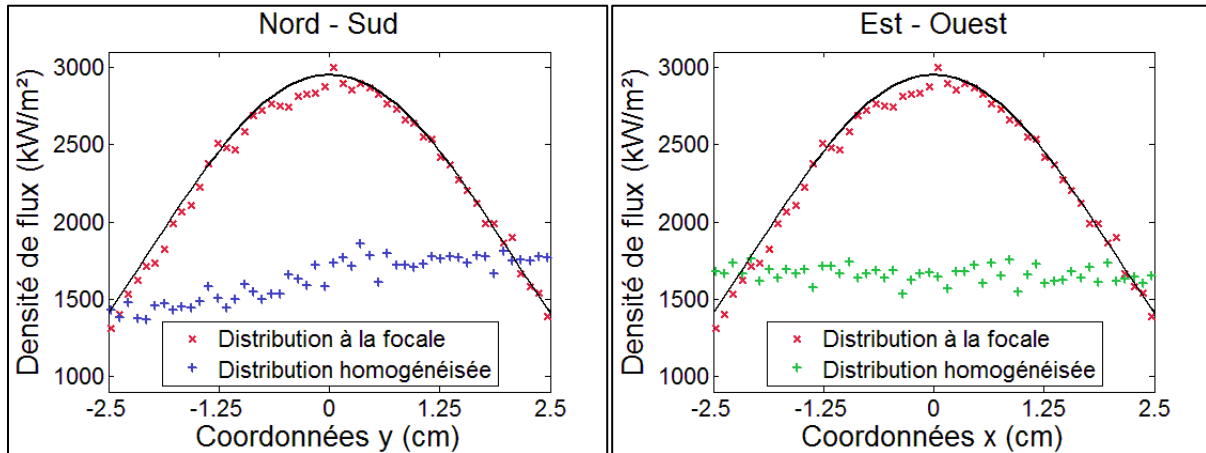 Nord - Sud
Densité de flux (kW/m²)
3000
2500
2000
1500
1000
Distribution à la focale
Distribution homogénéisée
-2.5
-1.25
0
1.25
2.5
Coordonnées y (cm)
Est - Ouest
Densité de flux (kW/m²)
3000
2500
2000
1500
1000
Distribution à la focale
Distribution homogénéisée
-2.5
-1.25
0
1.25
2.5
Coordonnées x (cm)